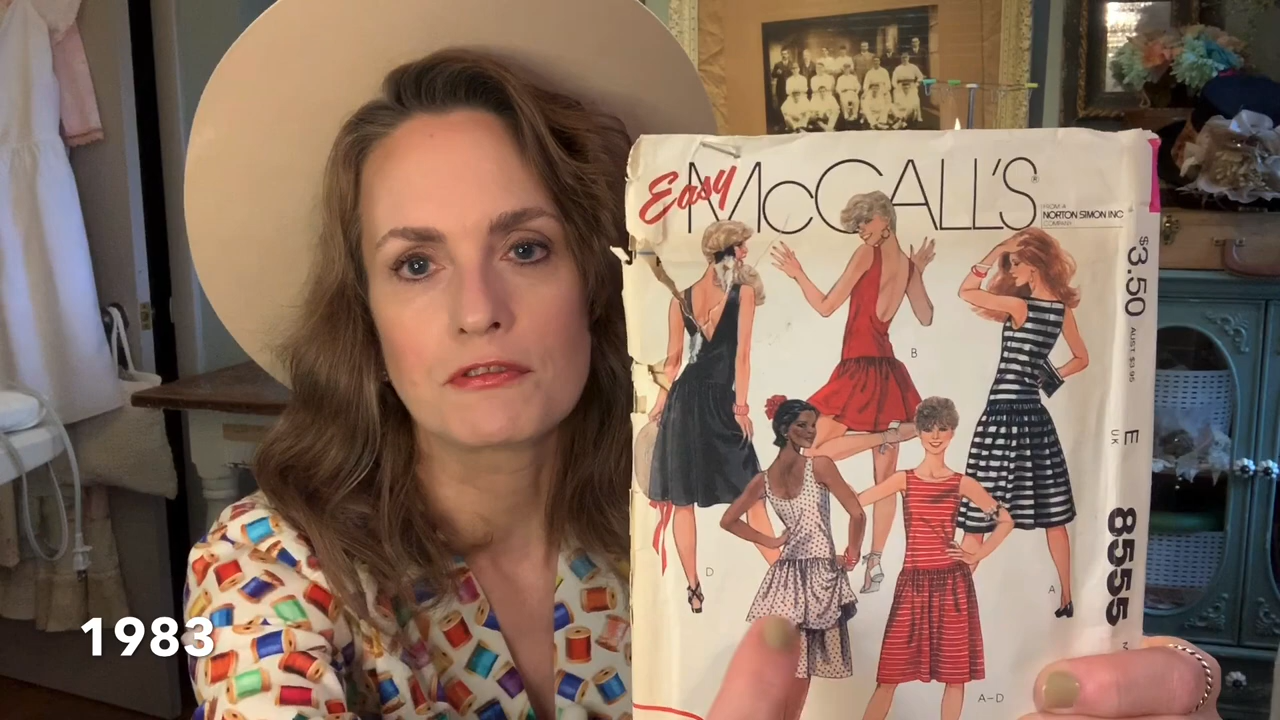 Easy McCALL'S®
FROM A
NORTON SIMON INC
COMPANY
$3.50
AUST $3.95
UK
E
8555
B
D
A
A-D
1983